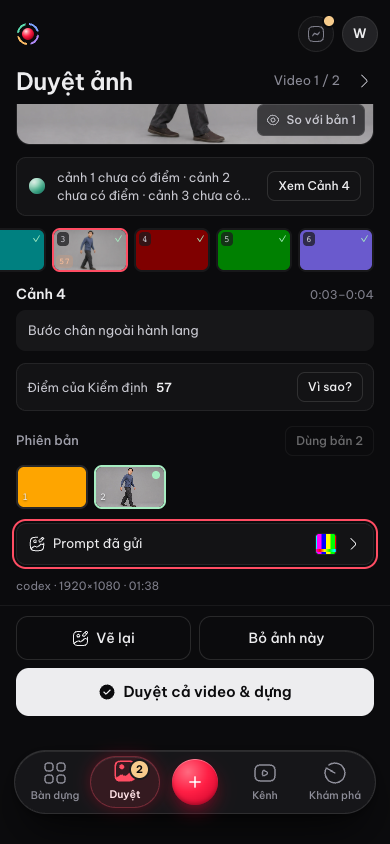 W
Duyệt ảnh
Video 1 / 2
So với bản 1
cảnh 1 chưa có điểm · cảnh 2
chưa có điểm · cảnh 3 chưa có...
Xem Cảnh 4
3
57
4
5
6
Cảnh 4
0:03–0:04
Bước chân ngoài hành lang
Điểm của Kiểm định 57
Vì sao?
Phiên bản
Dùng bản 2
1
2
Prompt đã gửi
codex · 1920×1080 · 01:38
Vẽ lại
Bỏ ảnh này
Duyệt cả video & dựng
2
Bàn dựng
Duyệt
Kênh
Khám phá